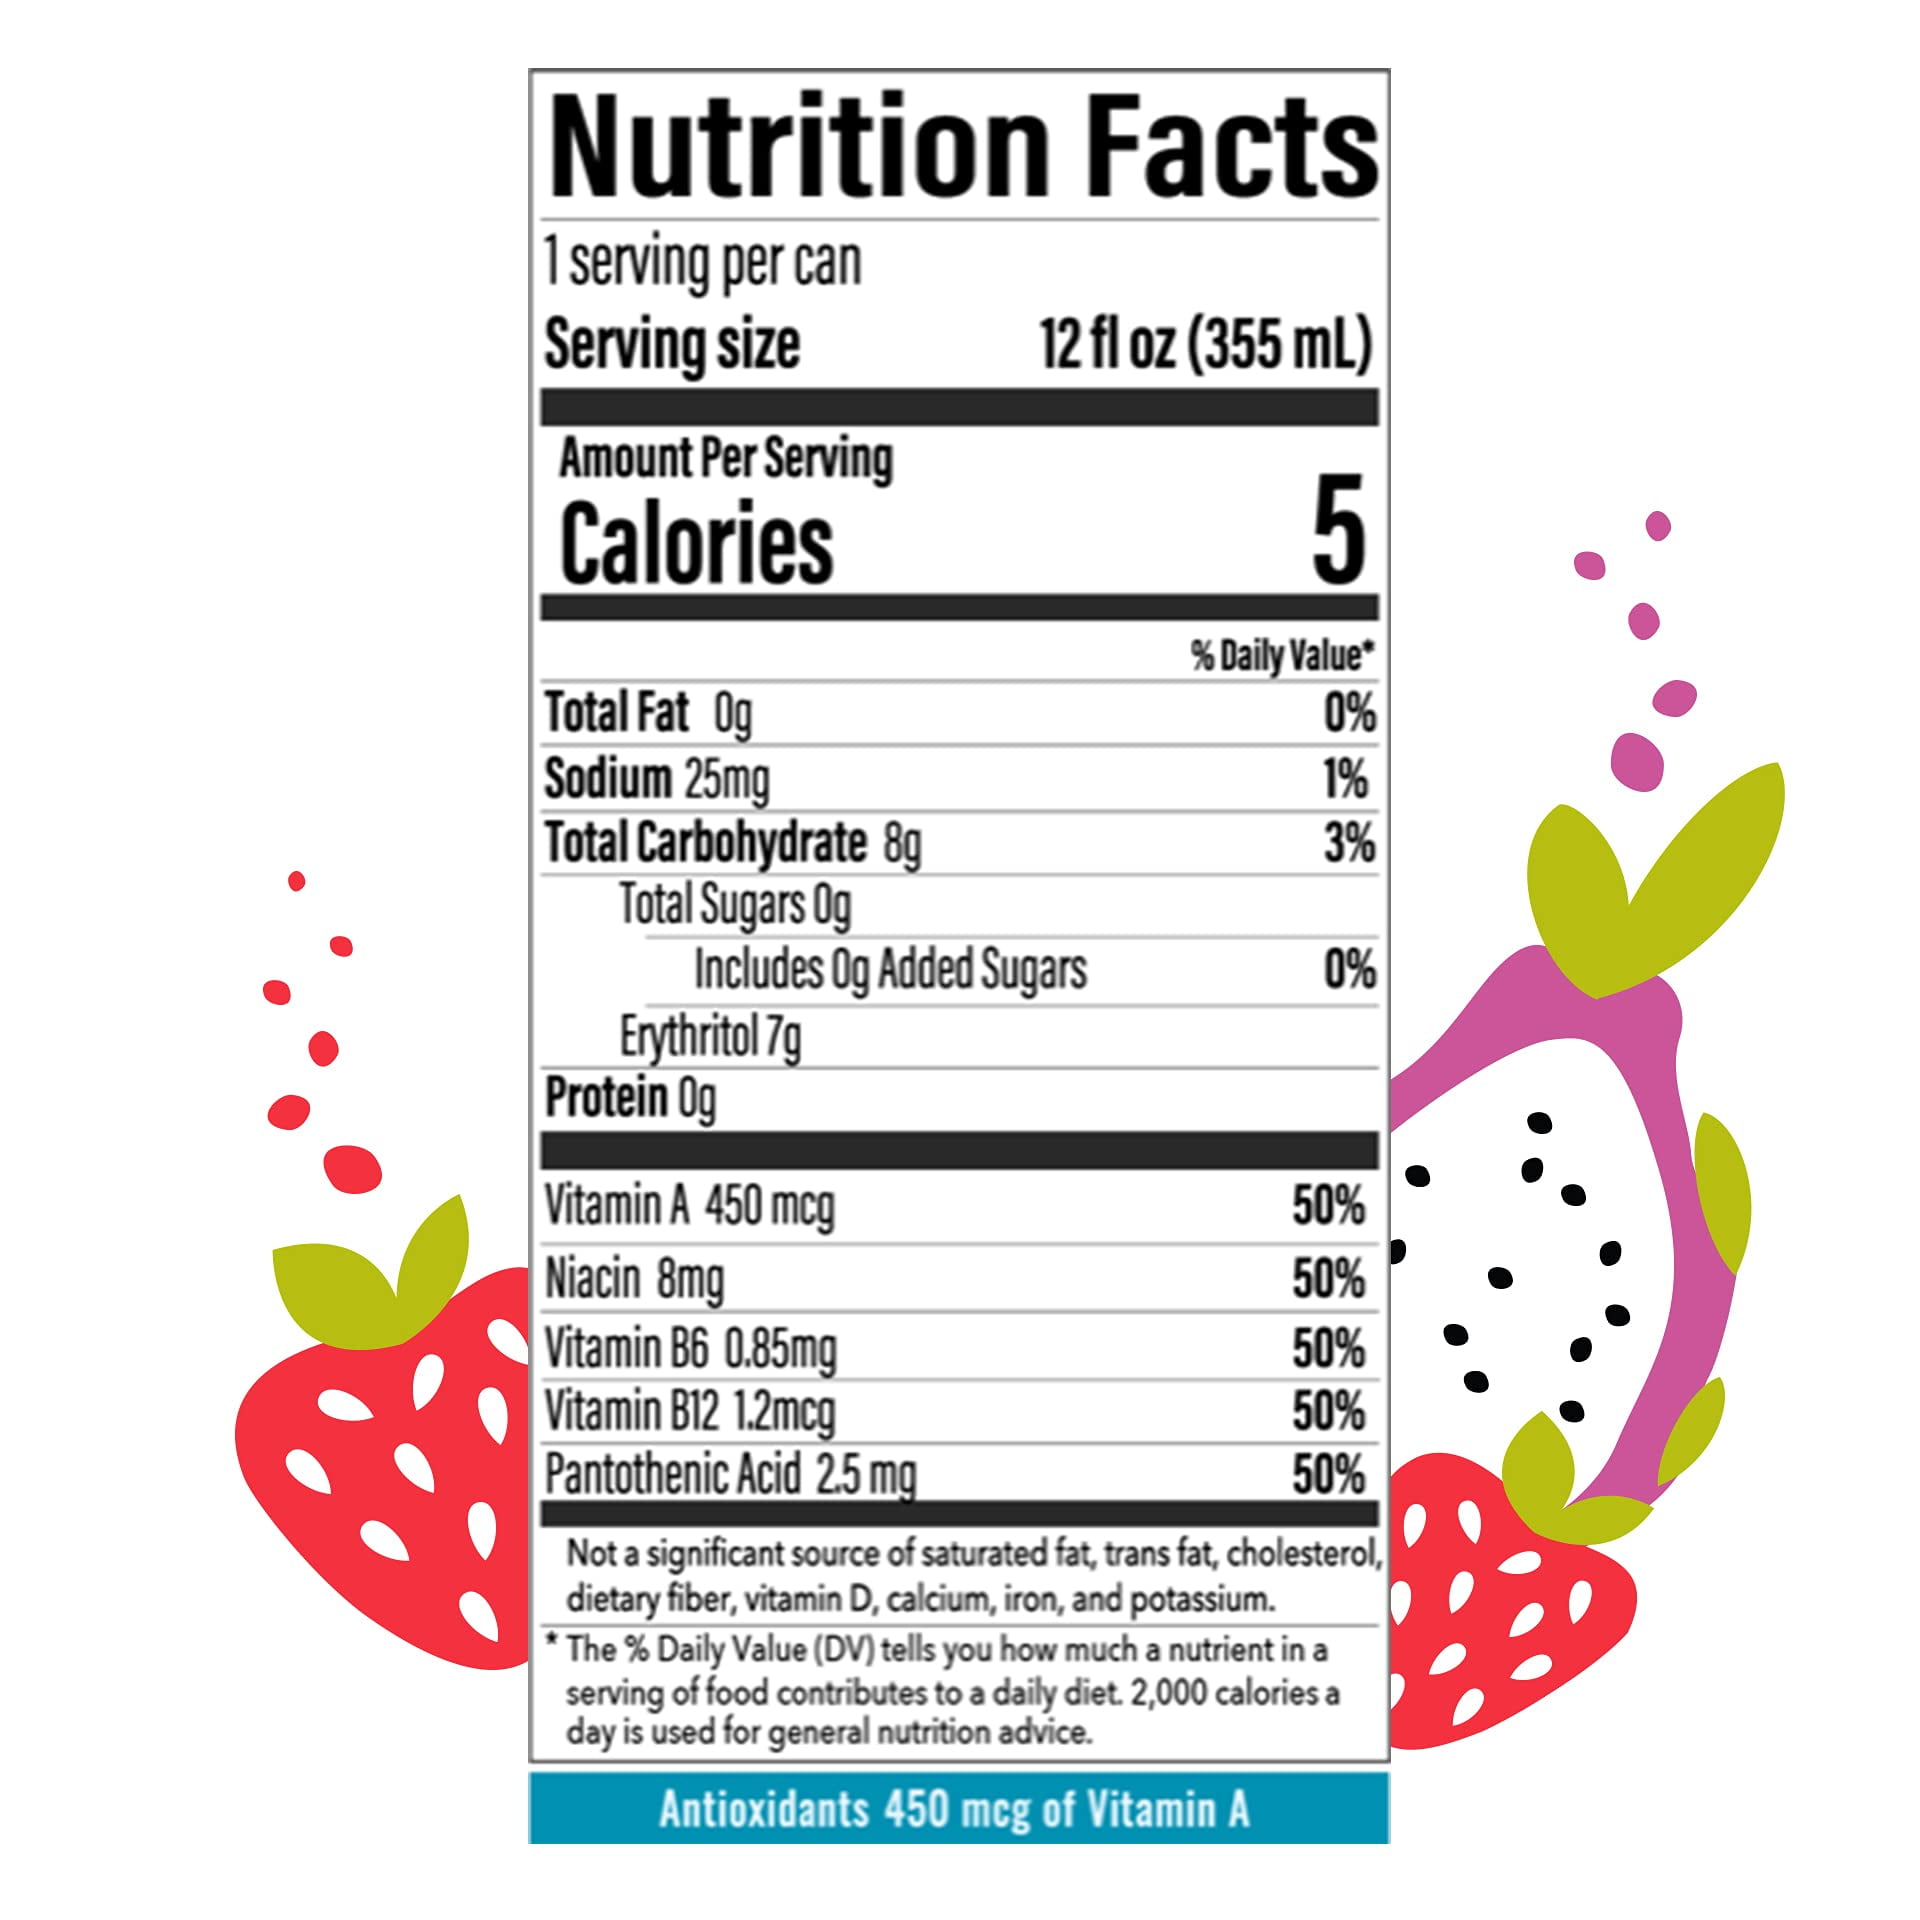 Nutrition Facts
1 serving per can
Serving size 12 fl oz (355 mL)
Amount Per Serving
Calories 5
% Daily Value*
Total Fat 0g 0%
Sodium 25mg 1%
Total Carbohydrate 8g 3%
Total Sugars 0g
Includes 0g Added Sugars 0%
Erythritol 7g
Protein 0g
Vitamin A 450 mcg 50%
Niacin 8mg 50%
Vitamin B6 0.85mg 50%
Vitamin B12 1.2mcg 50%
Pantothenic Acid 2.5 mg 50%
Not a significant source of saturated fat, trans fat, cholesterol,
dietary fiber, vitamin D, calcium, iron, and potassium.
* The % Daily Value (DV) tells you how much a nutrient in a
serving of food contributes to a daily diet. 2,000 calories a
day is used for general nutrition advice.
Antioxidants 450 mcg of Vitamin A